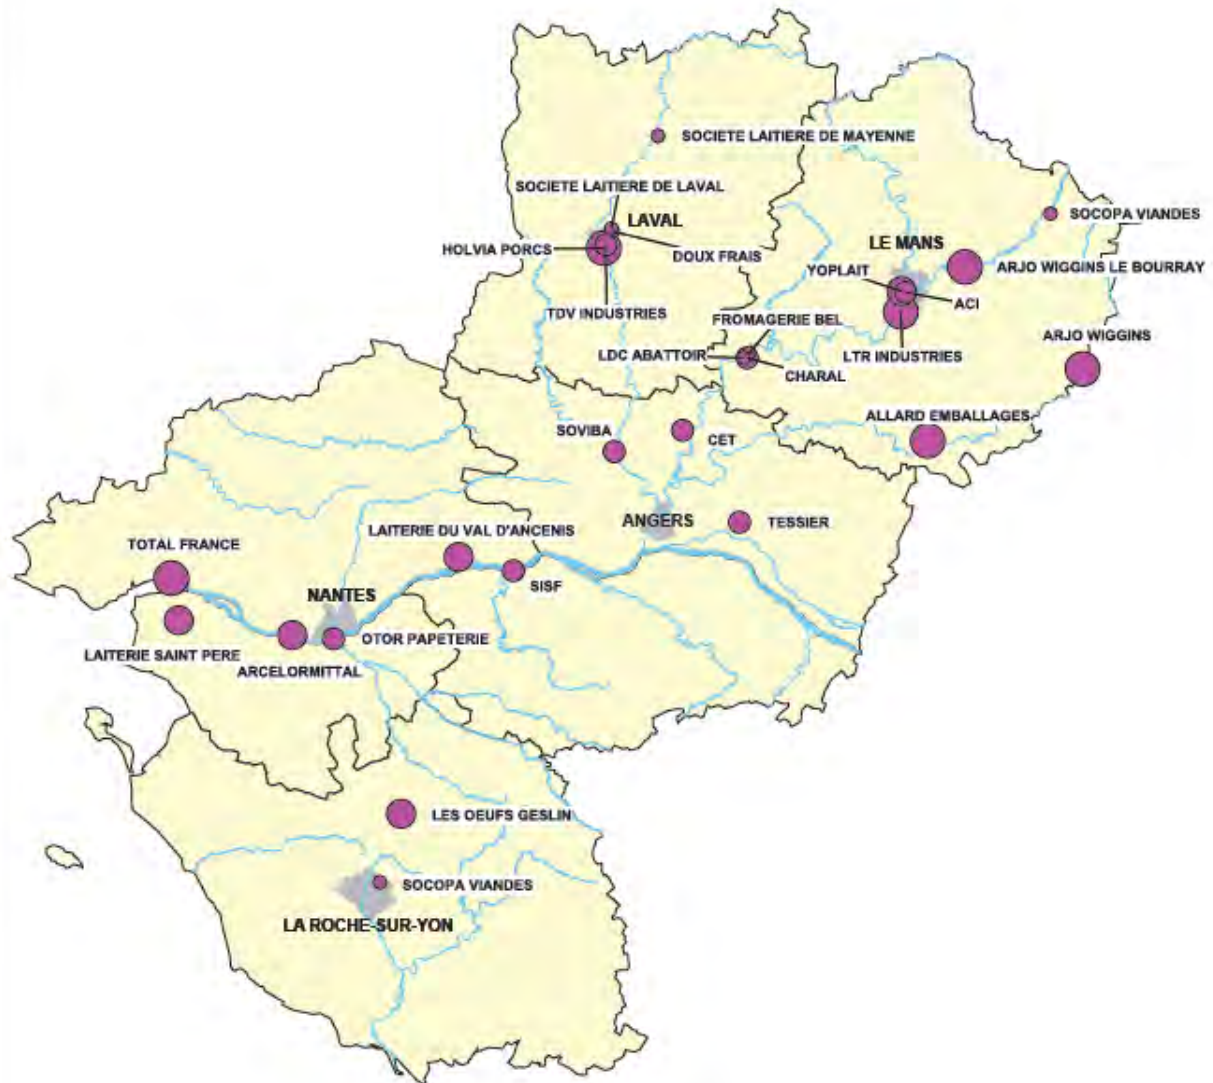 SOCIETE LAITIERE DE MAYENNE
SOCIETE LAITIERE DE LAVAL
LAVAL
SOCOPA VIANDES
HOLVIA PORCS
DOUX FRAIS
LE MANS
YOPLAIT
ARJO WIGGINS LE BOURRAY
ACI
TDV INDUSTRIES
FROMAGERIE BEL
ARJO WIGGINS
LDC ABATTOIR
LTR INDUSTRIES
CHARAL
ALLARD EMBALLAGES
SOVIBA
CET
ANGERS
TESSIER
LAITERIE DU VAL D'ANCENIS
TOTAL FRANCE
SISF
NANTES
OTOR PAPETERIE
LAITERIE SAINT PERE
ARCELORMITTAL
LES OEUFS GESLIN
SOCOPA VIANDES
LA ROCHE-SUR-YON